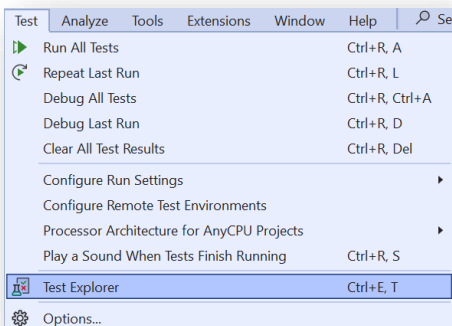 Test Analyze Tools Extensions Window Help Se
Run All Tests Ctrl+R, A
Repeat Last Run Ctrl+R, L
Debug All Tests Ctrl+R, Ctrl+A
Debug Last Run Ctrl+R, D
Clear All Test Results Ctrl+R, Del
Configure Run Settings
Configure Remote Test Environments
Processor Architecture for AnyCPU Projects
Play a Sound When Tests Finish Running Ctrl+R, S
Test Explorer Ctrl+E, T
Options...